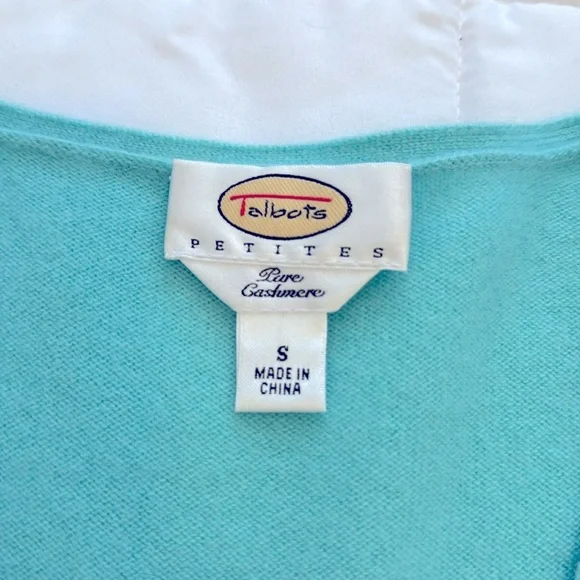 Talbots
PETITES
Pure
Cashmere
S
MADE IN
CHINA